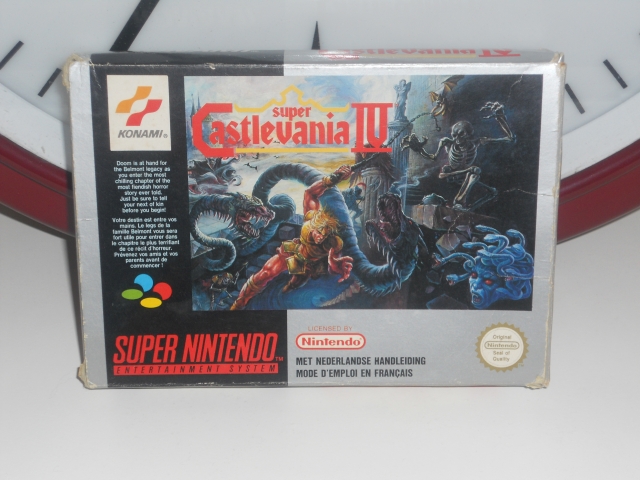 Castlevania IV
KONAMI®
super
Castlevania IV
Doom is at hand for
the Belmont legacy as
you enter the most
chilling chapter of the
most fiendish horror
story ever told.
Just be sure to tell
your next of kin
before you begin!
Votre destin est entre vos
mains. Le legs de la
famille Belmont vous sera
fort utile pour entrer dans
le chapitre le plus terrifiant
de ce récit d'horreur.
Prévenez vos amis et vos
parents avant de
commencer !
SUPER NINTENDO™
ENTERTAINMENT SYSTEM
LICENSED BY
Nintendo
MET NEDERLANDSE HANDLEIDING
MODE D'EMPLOI EN FRANÇAIS
Original
Nintendo
Seal of
Quality